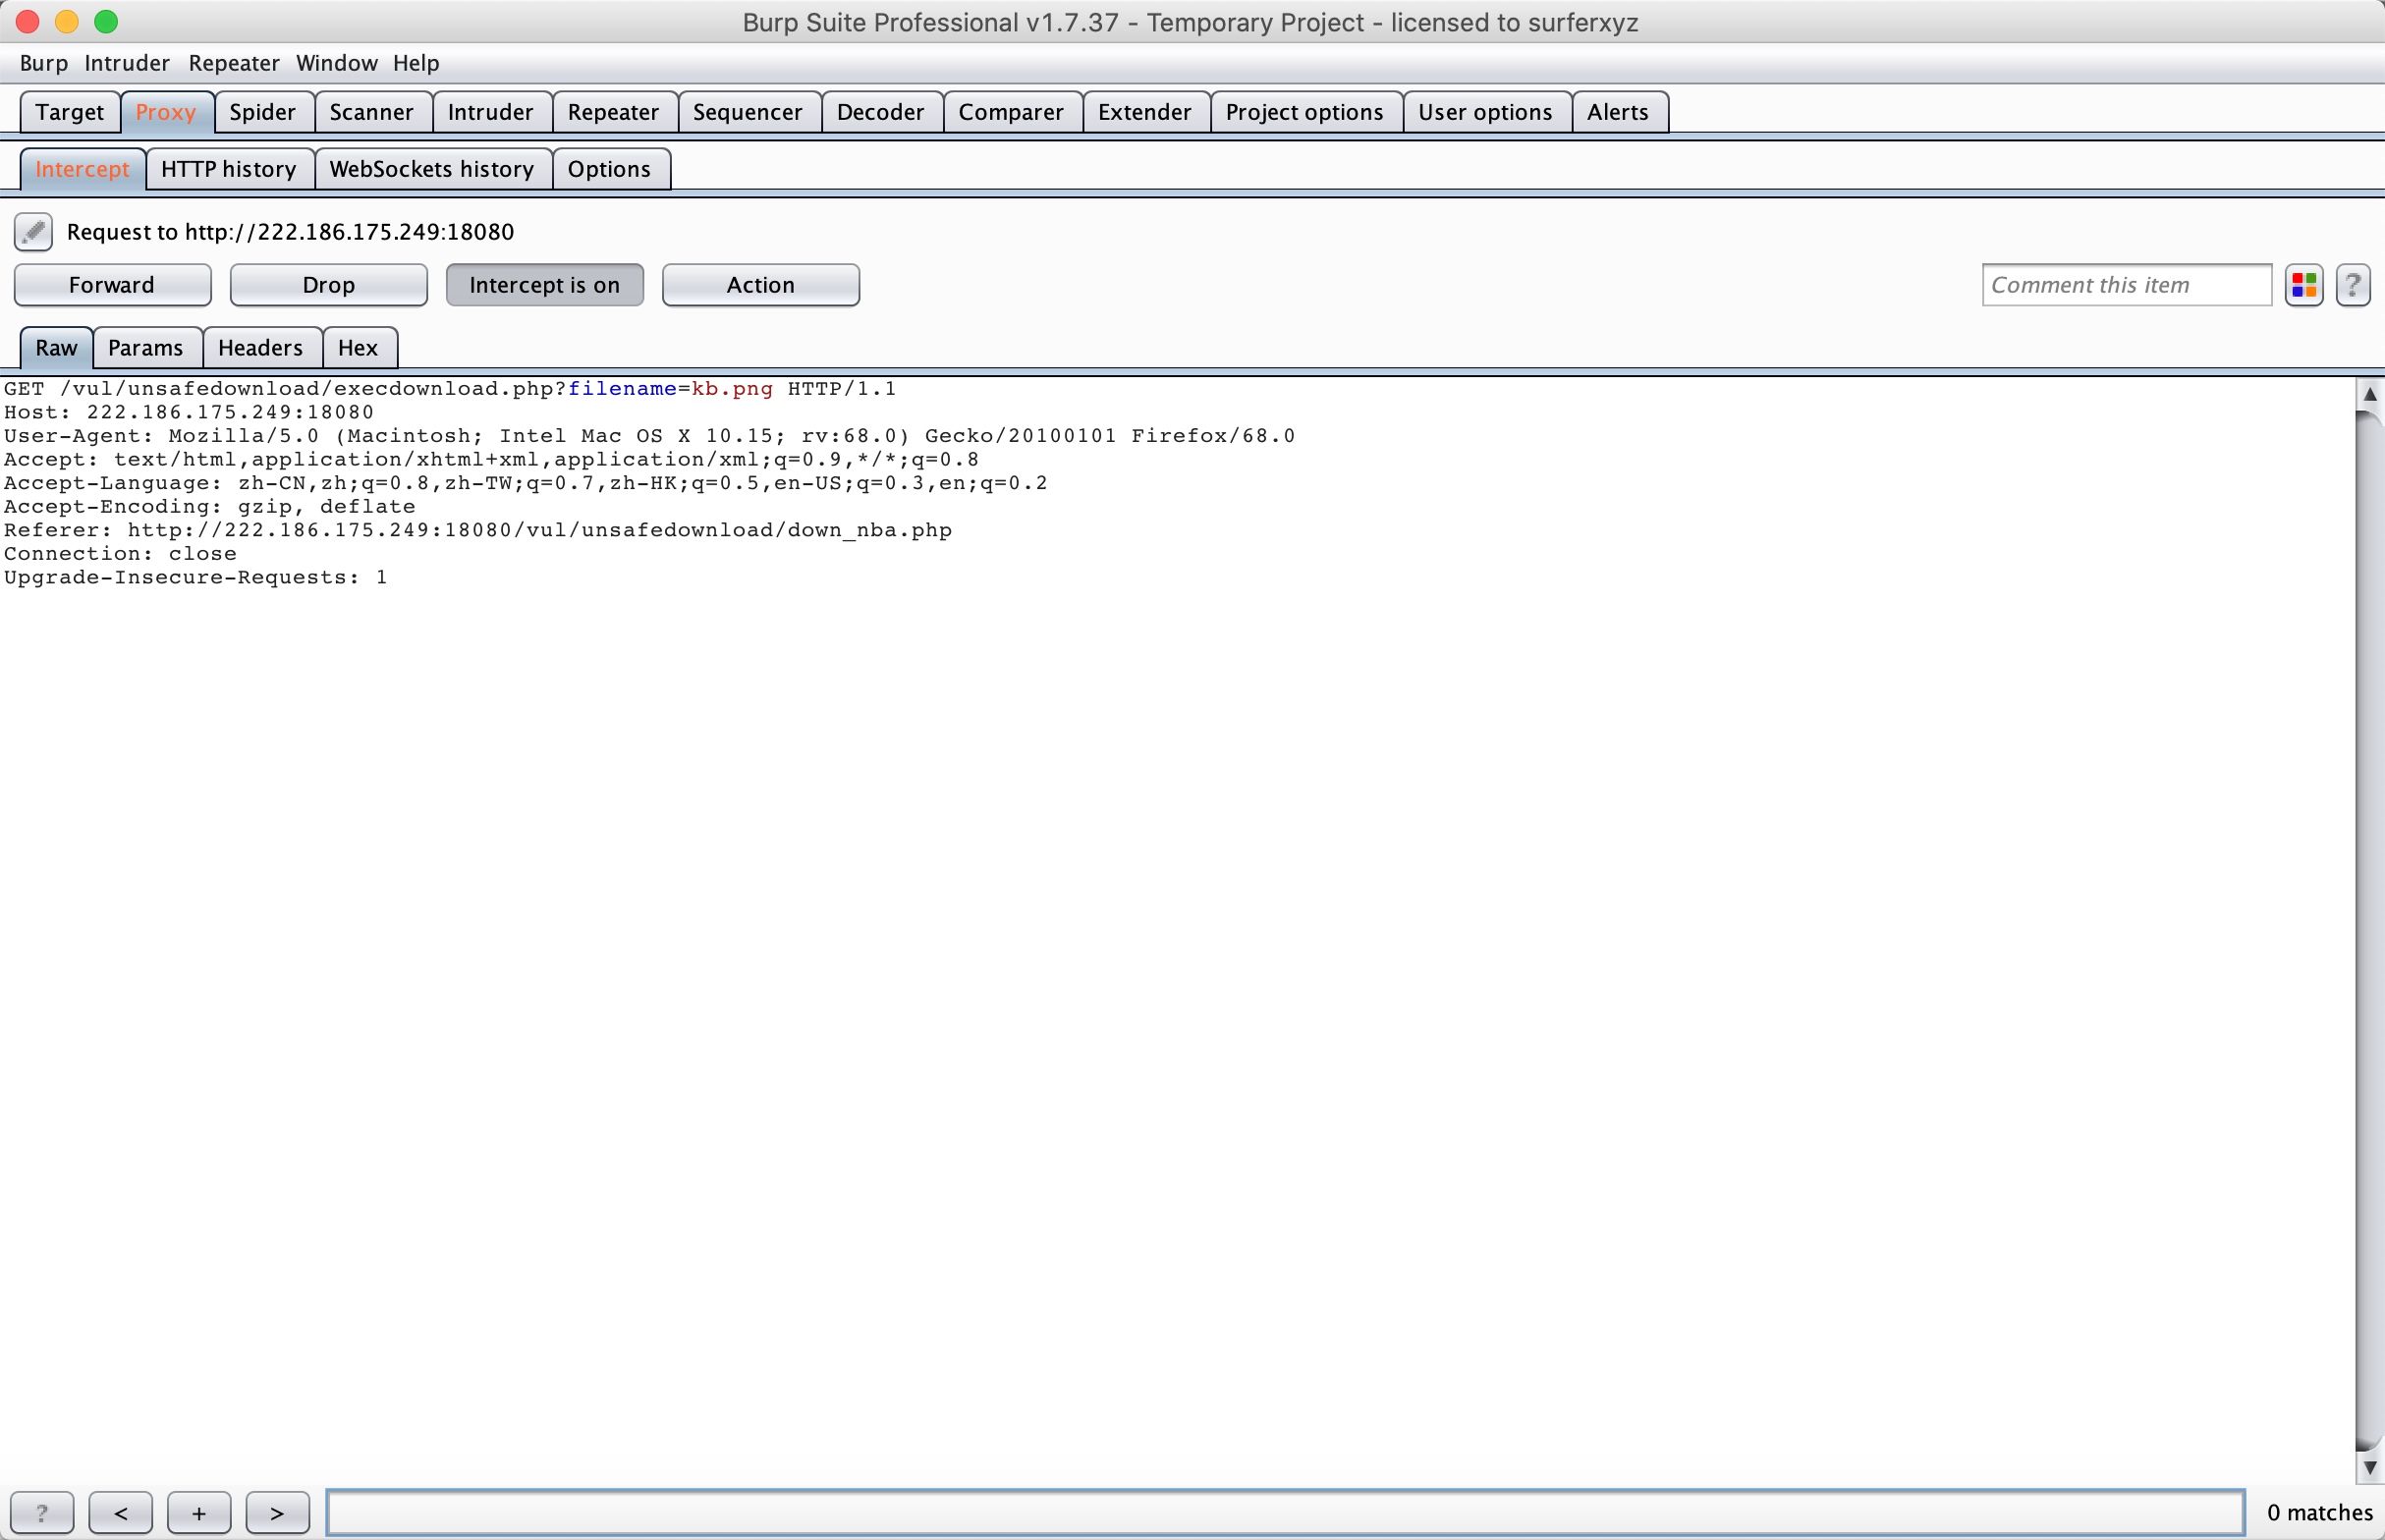 Burp Suite Professional v1.7.37 - Temporary Project - licensed to surferxyz
Burp Intruder Repeater Window Help
Target Proxy Spider Scanner Intruder Repeater Sequencer Decoder Comparer Extender Project options User options Alerts
Intercept HTTP history WebSockets history Options
Request to http://222.186.175.249:18080
Forward Drop Intercept is on Action Comment this item ?
Raw Params Headers Hex
GET /vul/unsafedownload/execdownload.php?filename=kb.png HTTP/1.1
Host: 222.186.175.249:18080
User-Agent: Mozilla/5.0 (Macintosh; Intel Mac OS X 10.15; rv:68.0) Gecko/20100101 Firefox/68.0
Accept: text/html,application/xhtml+xml,application/xml;q=0.9,*/*;q=0.8
Accept-Language: zh-CN,zh;q=0.8,zh-TW;q=0.7,zh-HK;q=0.5,en-US;q=0.3,en;q=0.2
Accept-Encoding: gzip, deflate
Referer: http://222.186.175.249:18080/vul/unsafedownload/down_nba.php
Connection: close
Upgrade-Insecure-Requests: 1
? < + > 0 matches